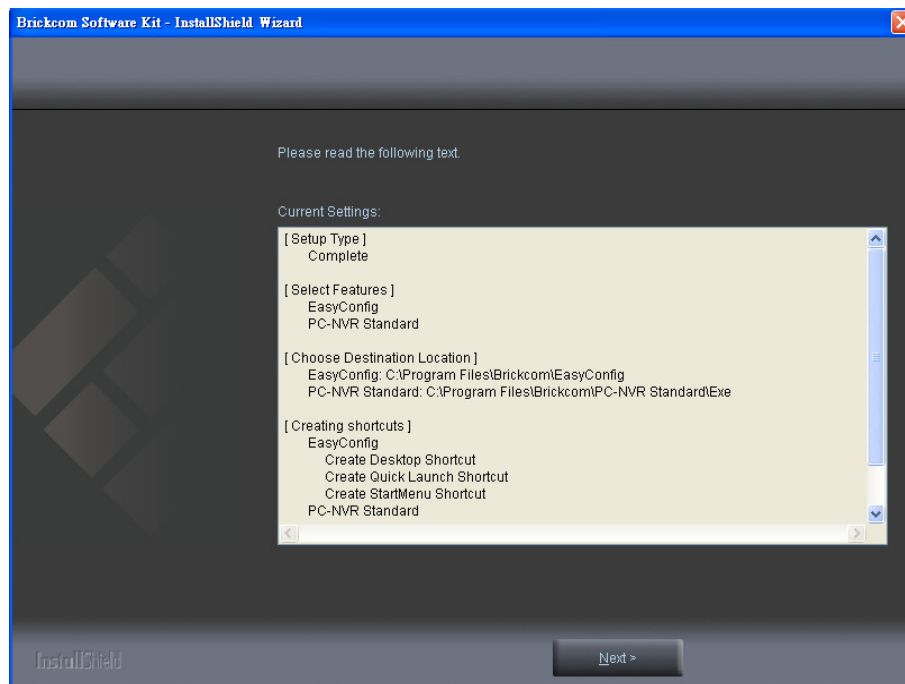 Brickcom Software Kit - InstallShield Wizard
Please read the following text.
Current Settings:
[ Setup Type ]
Complete
[ Select Features ]
EasyConfig
PC-NVR Standard
[ Choose Destination Location ]
EasyConfig: C:\Program Files\Brickcom\EasyConfig
PC-NVR Standard: C:\Program Files\Brickcom\PC-NVR Standard\Exe
[ Creating shortcuts ]
EasyConfig
Create Desktop Shortcut
Create Quick Launch Shortcut
Create StartMenu Shortcut
PC-NVR Standard
InstallShield
Next >